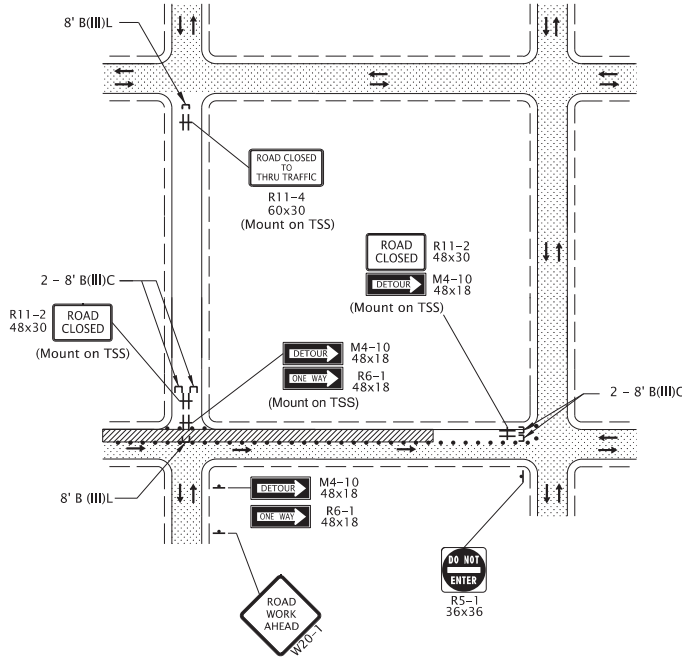 8' B(III)L
ROAD CLOSED
TO
THRU TRAFFIC
R11-4
60x30
(Mount on TSS)
ROAD
CLOSED
R11-2
48x30
DETOUR
M4-10
48x18
(Mount on TSS)
2 - 8' B(III)C
R11-2
48x30
ROAD
CLOSED
(Mount on TSS)
DETOUR
M4-10
48x18
ONE WAY
R6-1
48x18
(Mount on TSS)
2 - 8' B(III)C
8' B (III)L
DETOUR
M4-10
48x18
ONE WAY
R6-1
48x18
DO NOT
ENTER
R5-1
36x36
ROAD
WORK
AHEAD
W20-1